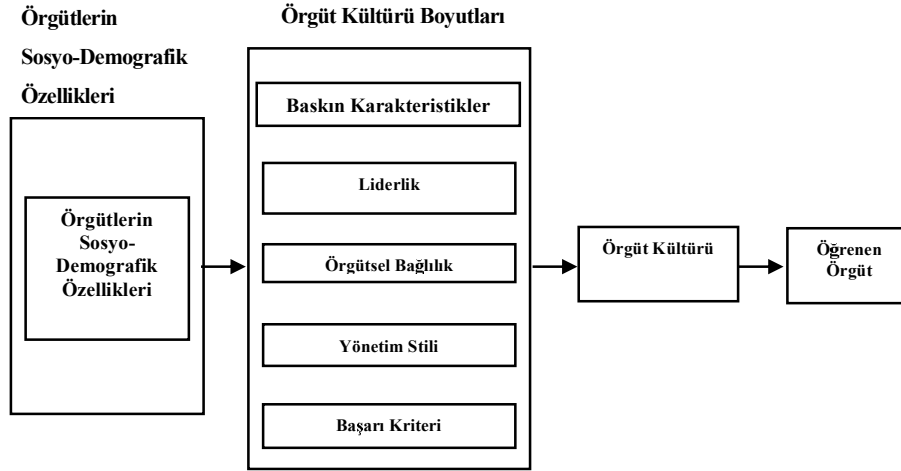 Örgütlerin
Sosyo-Demografik
Özellikleri
Örgüt Kültürü Boyutları
Örgütlerin
Sosyo-
Demografik
Özellikleri
Baskın Karakteristikler
Liderlik
Örgütsel Bağlılık
Yönetim Stili
Başarı Kriteri
Örgüt Kültürü
Öğrenen
Örgüt